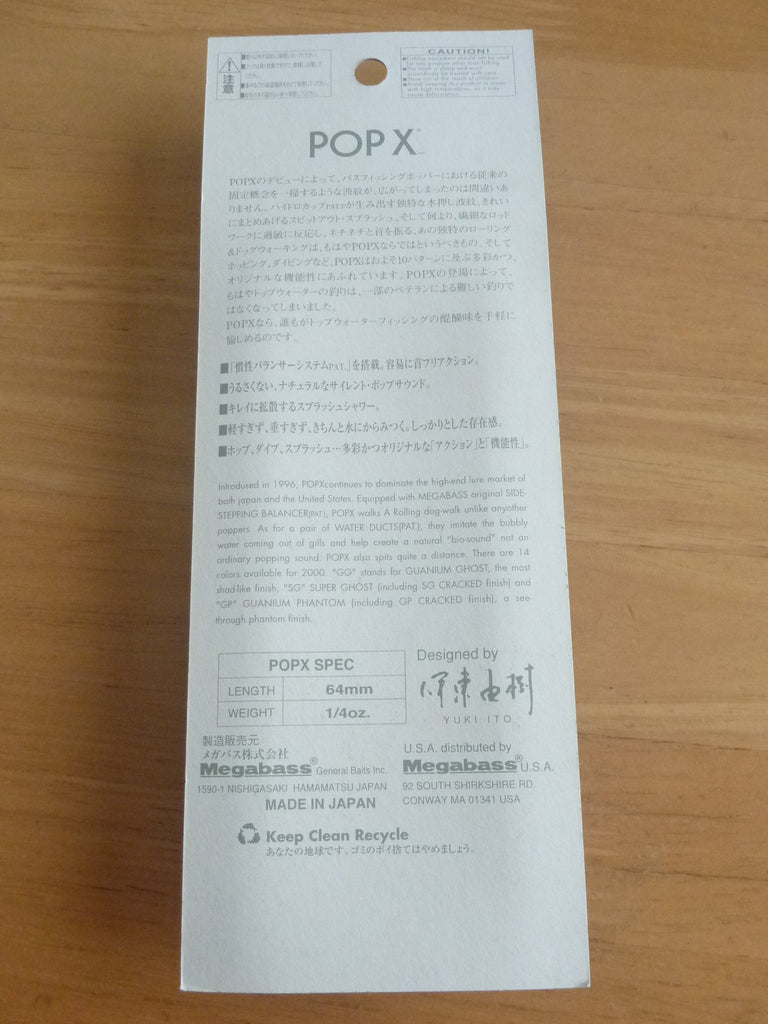 注意
CAUTION!
■Fishing equipment should not be used
for any purpose other than fishing.
POP X
POPXのデビューによって、バスフィッシングポッパーにおける従来の
固定概念を一掃するような波紋が、広がってしまったのは間違いあ
りません。ハイドロカップPAT.Pが生み出す独特な水押し波紋、きれい
にまとめあげるスピットアウト・スプラッシュ、そして何より、繊細なロッド
ワークに過敏に反応し、ネチネチと首を振る、あの独特のローリング
&ドッグウォーキングは、もはやPOPXならではというべきもの。そして
ホッピング、ダイビングなど、POPXはおよそ10パターンに及ぶ多彩かつ、
オリジナルな機能性にあふれています。POPXの登場によって、
もはやトップウォーターの釣りは、一部のベテランによる難しい釣りで
はなくなってしまいました。
POPXなら、誰もがトップウォーターフィッシングの醍醐味を手軽に
愉しめるのです。
■「慣性バランサーシステムPAT.」を搭載。容易に首フリアクション。
■うるさくない、ナチュラルなサイレント・ポップサウンド。
■キレイに拡散するスプラッシュシャワー。
■軽すぎず、重すぎず、きちんと水にからみつく。しっかりとした存在感。
■ホップ、ダイブ、スプラッシュ…多彩かつオリジナルな「アクション」と「機能性」。
Introdused in 1996, POPXcontinues to dominate the high-end lure market of
both japan and the United States. Equipped with MEGABASS original SIDE-
STEPPING BALANCER(PAT.), POPX walks A Rolling dog-walk unlike anyother
poppers. As for a pair of WATER DUCTS(PAT.), they imitate the bubbly
water coming out of gills and help create a natural "bio-sound" not an
ordinary popping sound. POPX also spits quite a distance. There are 14
colors available for 2000. "GG" stands for GUANIUM GHOST, the most
shad-like finish, "SG" SUPER GHOST (including SG CRACKED finish) and
"GP" GUANIUM PHANTOM (including GP CRACKED finish), a see-
through phantom finish.
POPX SPEC
LENGTH 64mm
WEIGHT 1/4oz.
Designed by
伊東由樹
YUKI ITO
製造販売元
メガバス株式会社
Megabass® General Baits Inc.
1590-1 NISHIGASAKI HAMAMATSU JAPAN
MADE IN JAPAN
U.S.A. distributed by
Megabass® U.S.A.
92 SOUTH SHIRKSHIRE RD.
CONWAY MA 01341 USA
Keep Clean Recycle
あなたの地球です。ゴミのポイ捨てはやめましょう。